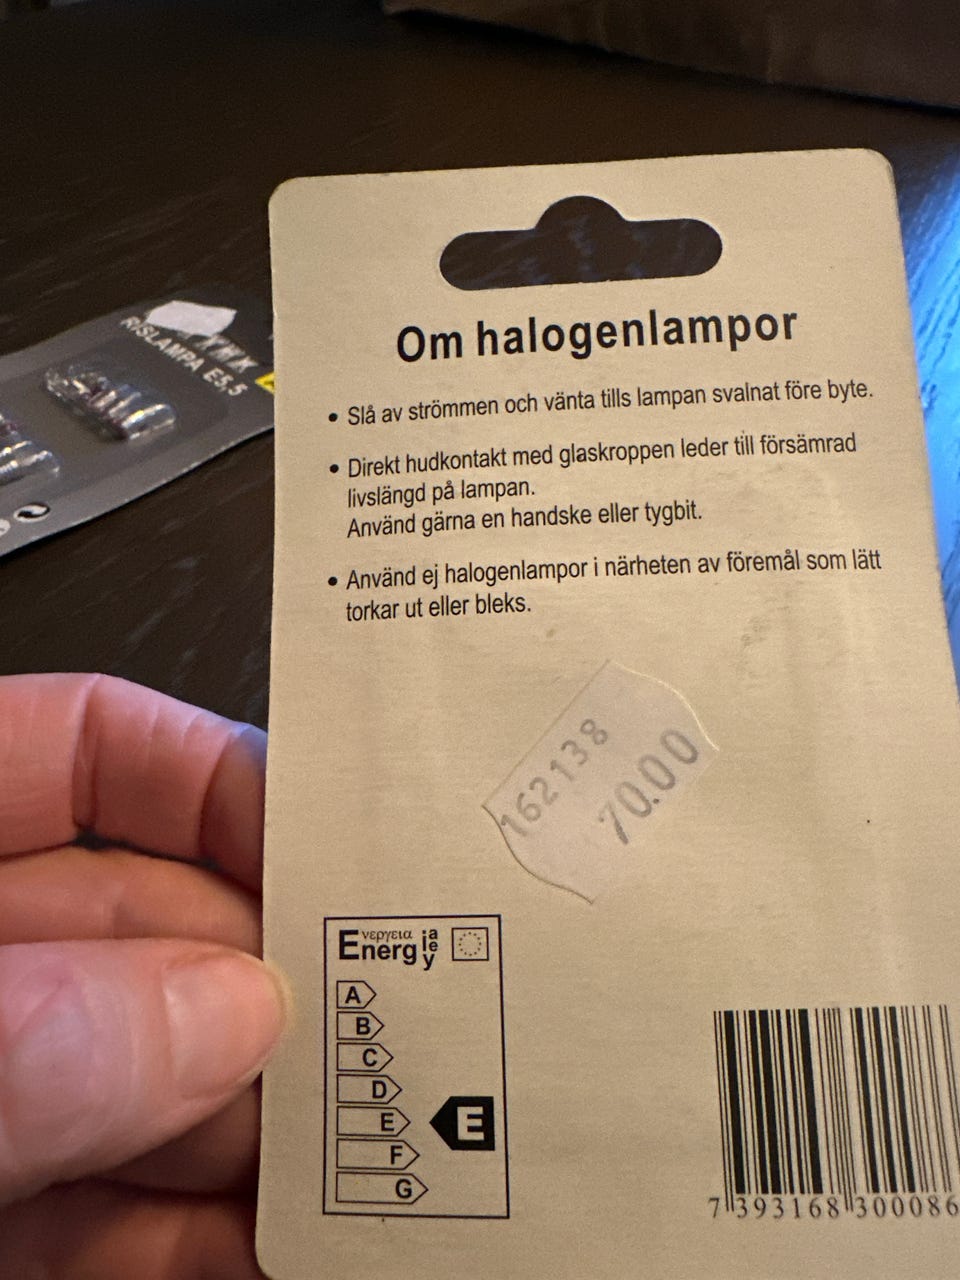 RISLAMPA E5,5
Om halogenlampor
• Slå av strömmen och vänta tills lampan svalnat före byte.
• Direkt hudkontakt med glaskroppen leder till försämrad
livslängd på lampan.
Använd gärna en handske eller tygbit.
• Använd ej halogenlampor i närheten av föremål som lätt
torkar ut eller bleks.
162138
70.00
Energ νεργεια ia
ie
y
A
B
C
D
E
E
F
G
7 393168 300086